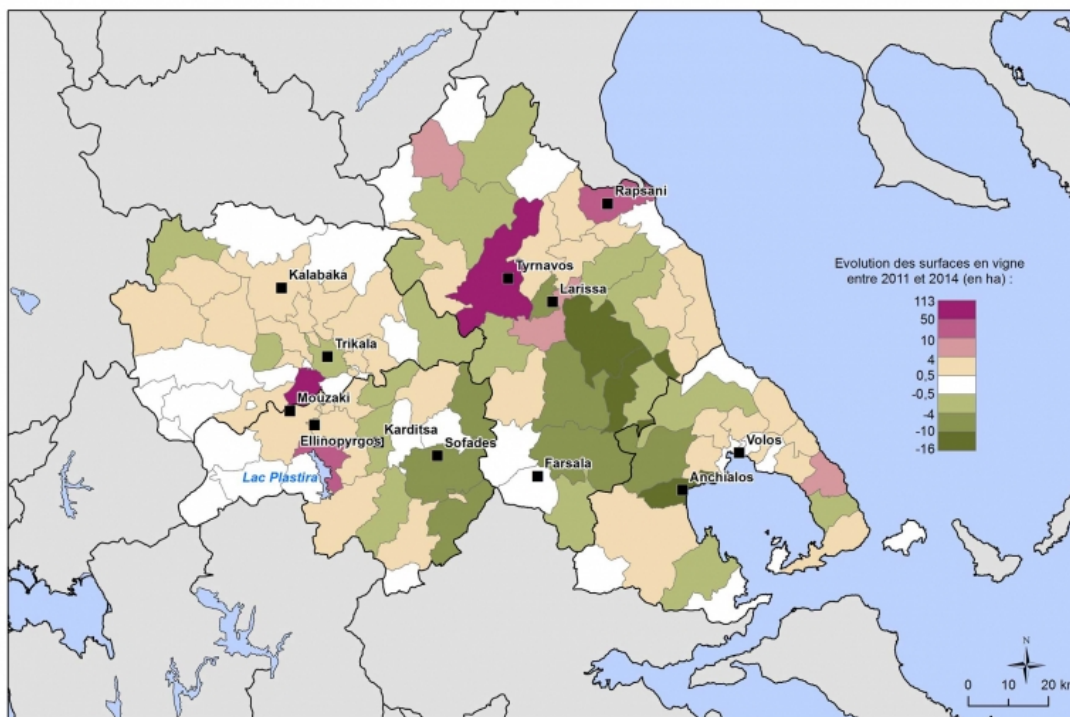 Rapsani
Tyrnavos
Larissa
Kalabaka
Trikala
Mouzaki
Ellinopyrgos
Karditsa
Sofades
Lac Plastira
Farsala
Volos
Anchialos
Evolution des surfaces en vigne
entre 2011 et 2014 (en ha) :
113
50
10
4
0,5
-0,5
-4
-10
-16
N
0 10 20 km